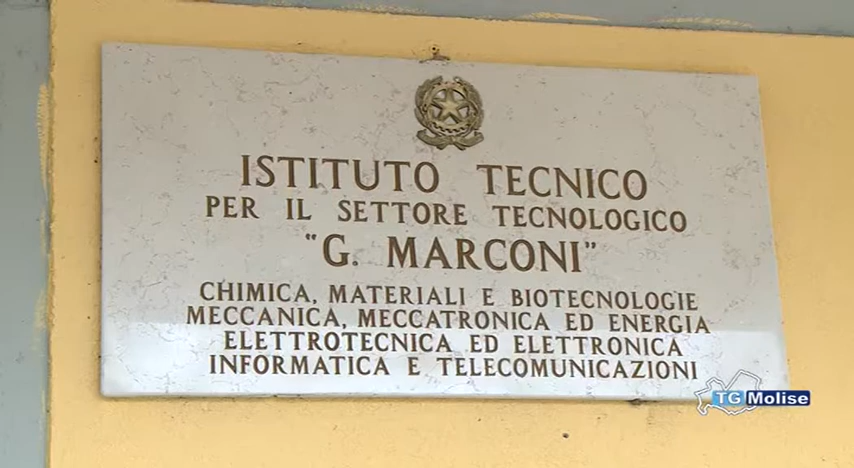 ISTITUTO TECNICO
PER IL SETTORE TECNOLOGICO
"G. MARCONI"
CHIMICA, MATERIALI E BIOTECNOLOGIE
MECCANICA, MECCATRONICA ED ENERGIA
ELETTROTECNICA ED ELETTRONICA
INFORMATICA E TELECOMUNICAZIONI
TG Molise